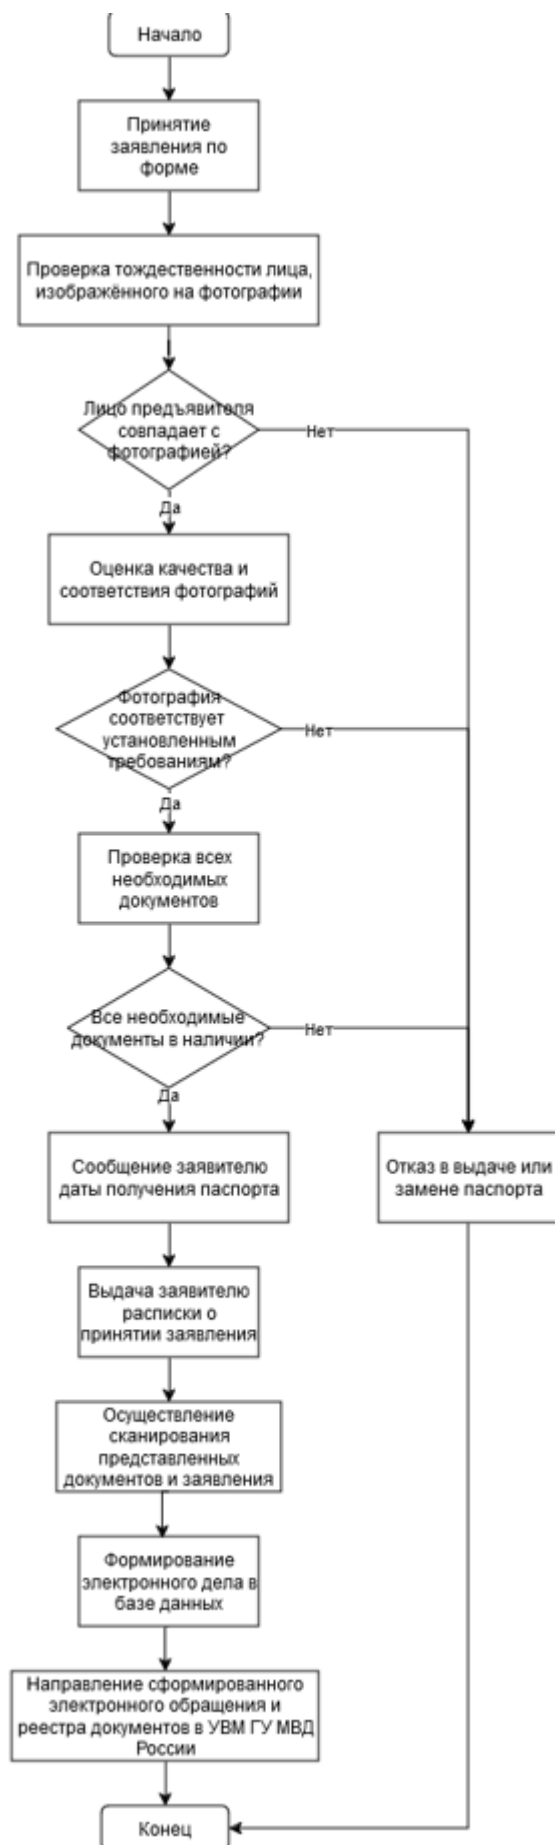 Начало
Принятие
заявления по
форме
Проверка тождественности лица,
изображённого на фотографии
Лицо предъявителя
совпадает с
фотографией?
Нет
Да
Оценка качества и
соответствия фотографий
Фотография
соответствует
установленным
требованиям?
Нет
Да
Проверка всех
необходимых
документов
Все необходимые
документы в наличии?
Нет
Да
Сообщение заявителю
даты получения паспорта
Отказ в выдаче или
замене паспорта
Выдача заявителю
расписки о
принятии заявления
Осуществление
сканирования
представленных
документов и заявления
Формирование
электронного дела в
базе данных
Направление сформированного
электронного обращения и
реестра документов в УВМ ГУ МВД
России
Конец